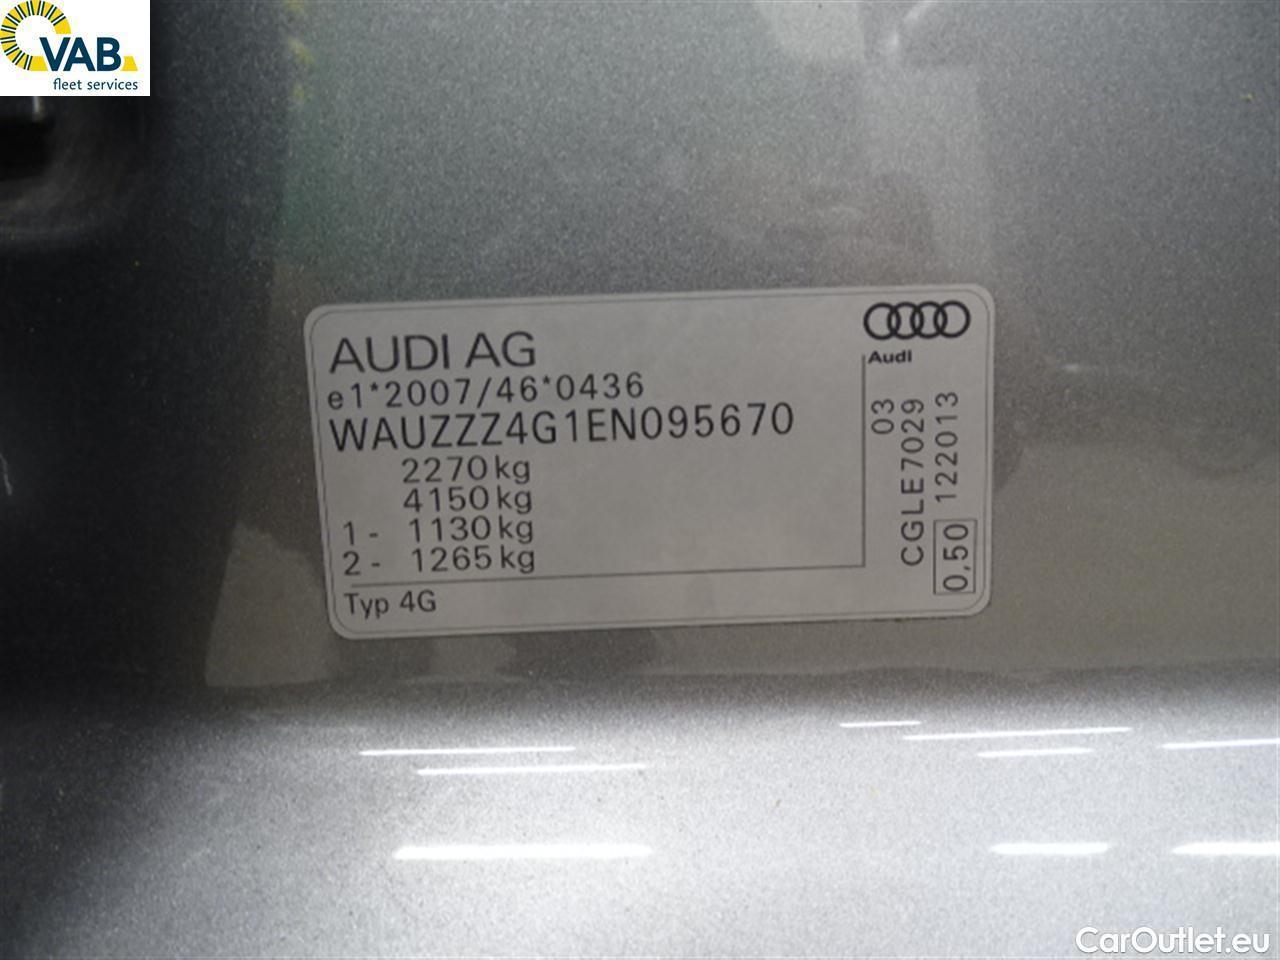 VAB
fleet services
AUDI AG
e1*2007/46*0436
WAUZZZ4G1EN095670
2270kg
4150kg
1 - 1130kg
2 - 1265kg
Typ 4G
Audi
03
CGLE7029
0,50 122013
CarOutlet.eu